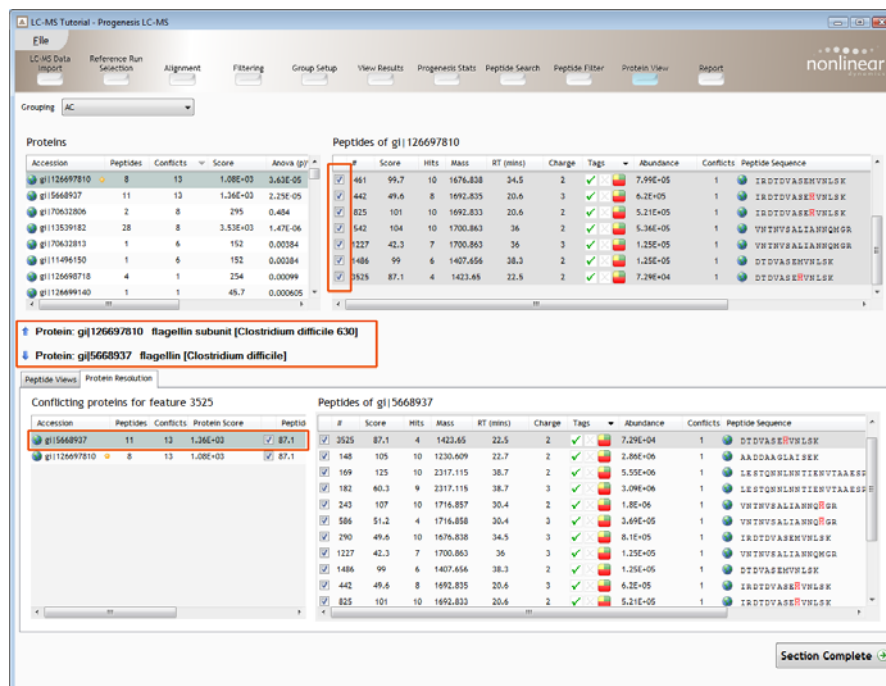 LC-MS Tutorial - Progenesis LC-MS
File
LC-MS Data Import
Reference Run Selection
Alignment
Filtering
Group Setup
View Results
Progenesis Stats
Peptide Search
Peptide Filter
Protein View
Report
nonlinear
dynamics
Grouping AC
Proteins
Accession Peptides Conflicts Score Anova (p)*
gi|126697810 8 13 1.08E+03 3.63E-05
gi|5668937 11 13 1.36E+03 2.25E-05
gi|70632806 2 8 295 0.484
gi|13539182 28 8 3.53E+03 1.47E-06
gi|70632813 1 6 152 0.00384
gi|11496150 1 6 152 0.00384
gi|126698718 4 1 254 0.00099
gi|126699140 1 1 45.7 0.000605
Peptides of gi|126697810
# Score Hits Mass RT (mins) Charge Tags Abundance Conflicts Peptide Sequence
461 99.7 10 1676.838 34.5 2 7.99E+05 1 IRDTDVASEMVNLSK
442 49.6 8 1692.835 20.6 3 6.2E+05 1 IRDTDVASEMVNLSK
825 101 10 1692.833 20.6 2 5.21E+05 1 IRDTDVASEMVNLSK
542 104 10 1700.863 36 2 5.36E+05 1 VNTNVSALIANNQMGR
1227 42.3 7 1700.863 36 3 1.25E+05 1 VNTNVSALIANNQMGR
1486 99 6 1407.656 38.3 2 1.25E+05 1 DTDVASEMVNLSK
3525 87.1 4 1423.65 22.5 2 7.29E+04 1 DTDVASEMVNLSK
Protein: gi|126697810 flagellin subunit [Clostridium difficile 630]
Protein: gi|5668937 flagellin [Clostridium difficile]
Peptide Views Protein Resolution
Conflicting proteins for feature 3525
Accession Peptides Conflicts Protein Score Peptid
gi|5668937 11 13 1.36E+03 87.1
gi|126697810 8 13 1.08E+03 87.1
Peptides of gi|5668937
# Score Hits Mass RT (mins) Charge Tags Abundance Conflicts Peptide Sequence
3525 87.1 4 1423.65 22.5 2 7.29E+04 1 DTDVASEMVNLSK
148 105 10 1230.609 22.7 2 2.86E+06 1 AADDAAGLAISEK
169 125 10 2317.115 38.7 2 5.55E+06 1 LESTQNNLNNTIENVTAAESR
182 60.3 9 2317.115 38.7 3 3.09E+06 1 LESTQNNLNNTIENVTAAESR
243 107 10 1716.857 30.4 2 1.8E+06 1 VNTNVSALIANNQMGR
586 51.2 4 1716.858 30.4 3 3.69E+05 1 VNTNVSALIANNQMGR
290 49.6 10 1676.838 34.5 3 8.1E+05 1 IRDTDVASEMVNLSK
1227 42.3 7 1700.863 36 3 1.25E+05 1 VNTNVSALIANNQMGR
1486 99 6 1407.656 38.3 2 1.25E+05 1 DTDVASEMVNLSK
442 49.6 8 1692.835 20.6 3 6.2E+05 1 IRDTDVASEMVNLSK
825 101 10 1692.833 20.6 2 5.21E+05 1 IRDTDVASEMVNLSK
Section Complete